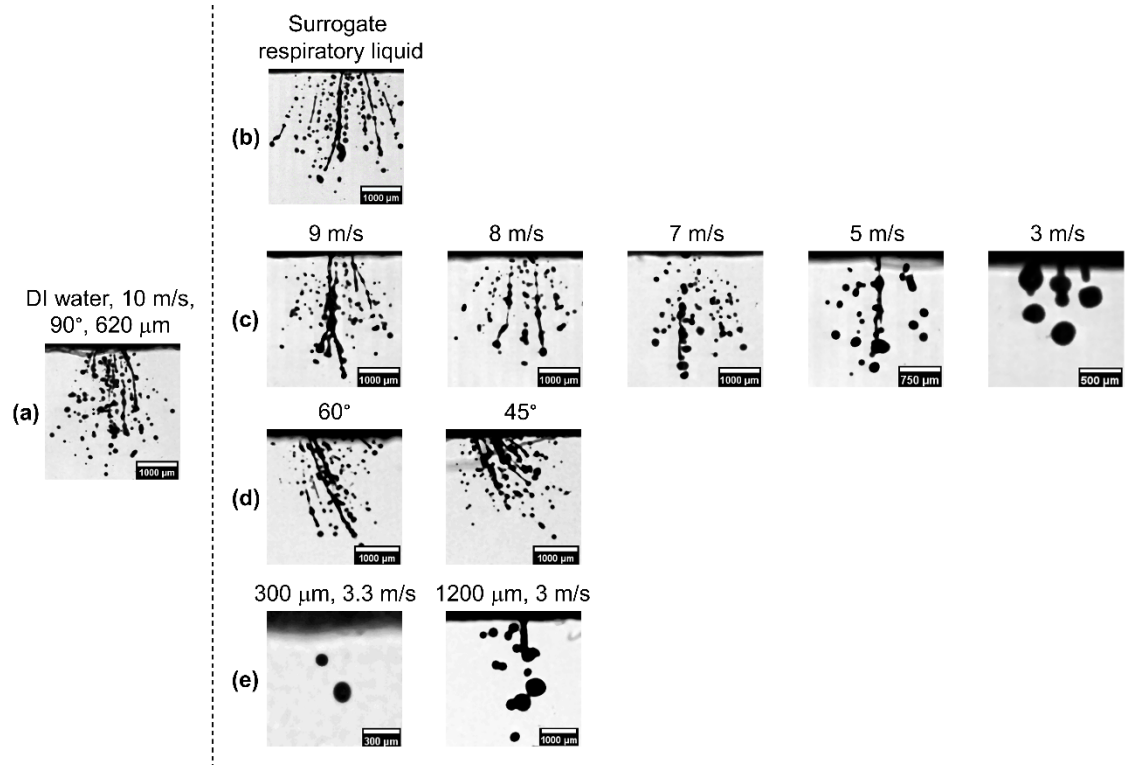 Surrogate
respiratory liquid
(b)
1000 µm
9 m/s
8 m/s
7 m/s
5 m/s
3 m/s
DI water, 10 m/s,
90°, 620 µm
(a)
1000 µm
(c)
1000 µm
1000 µm
1000 µm
750 µm
500 µm
60°
45°
(d)
1000 µm
1000 µm
300 µm, 3.3 m/s
1200 µm, 3 m/s
(e)
300 µm
1000 µm